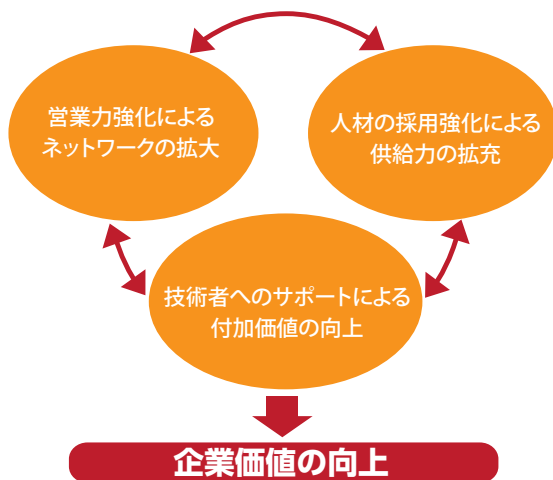 営業力強化による
ネットワークの拡大
人材の採用強化による
供給力の拡充
技術者へのサポートによる
付加価値の向上
企業価値の向上